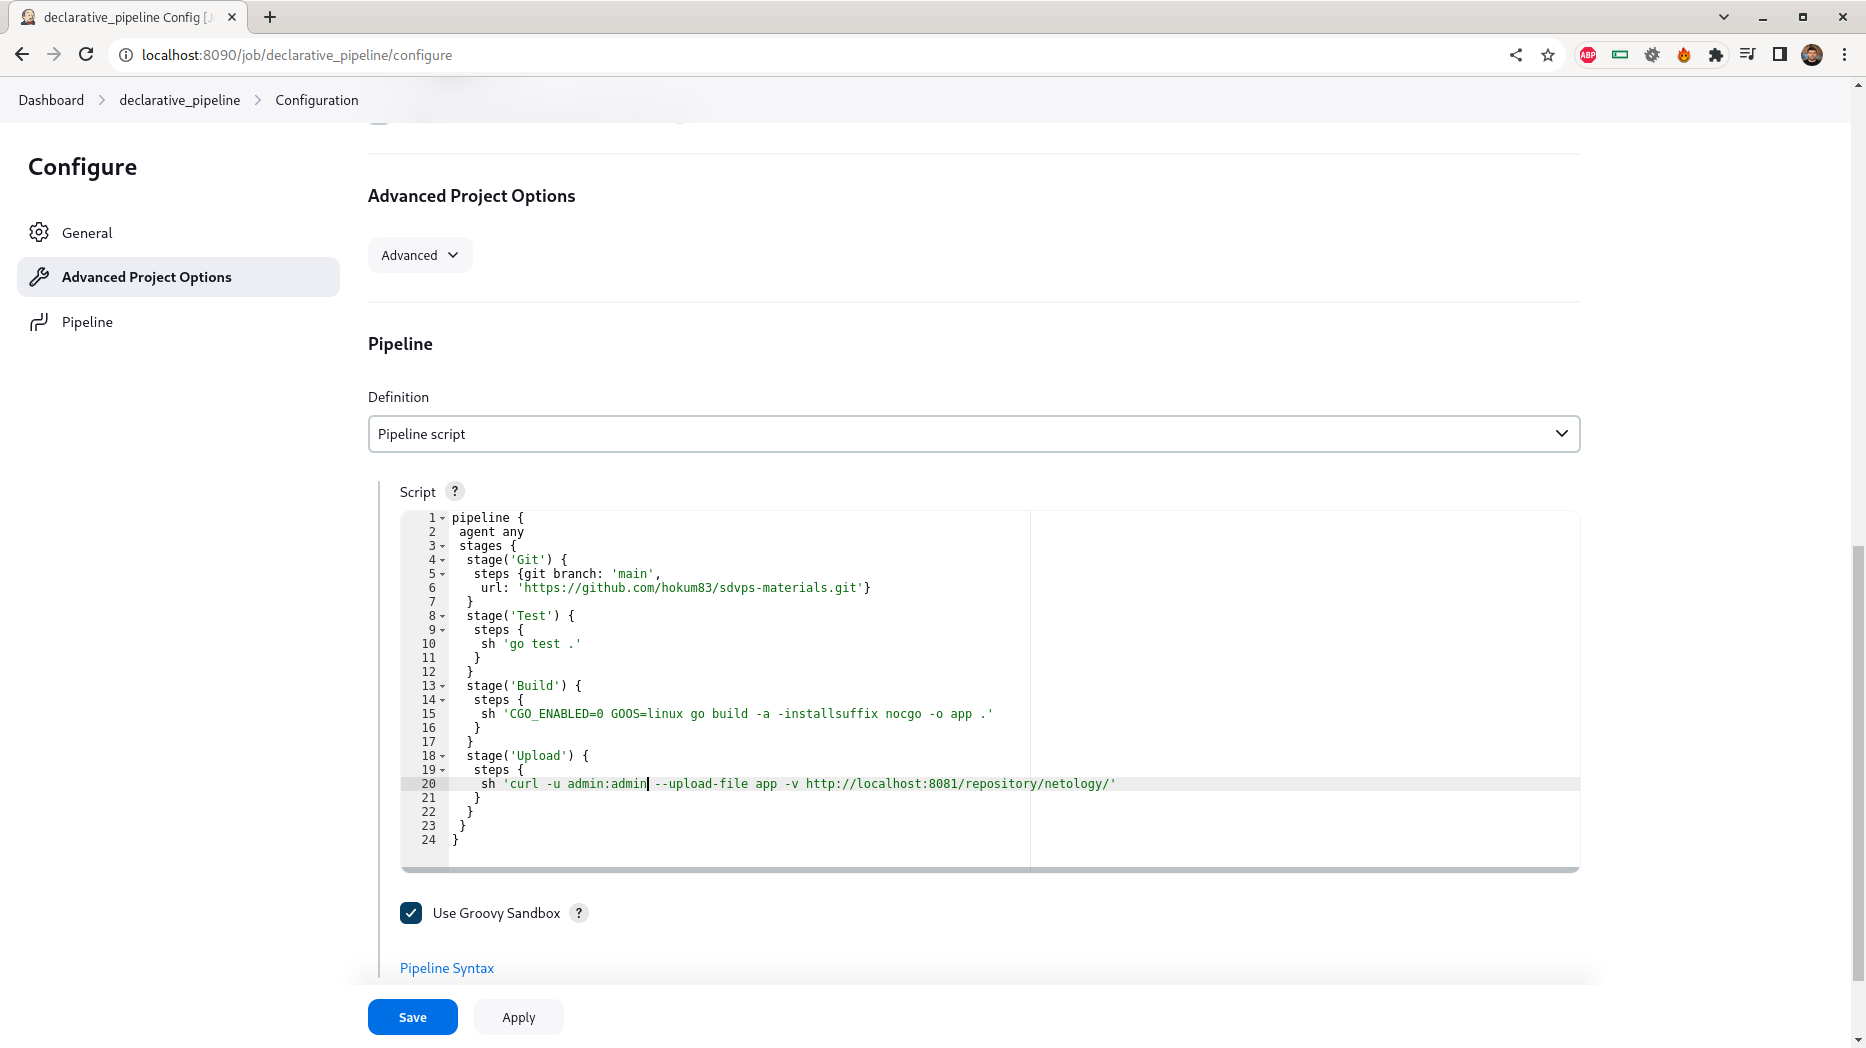 declarative_pipeline Config [J
localhost:8090/job/declarative_pipeline/configure
ABP
Dashboard
declarative_pipeline
Configuration
Configure
General
Advanced Project Options
Pipeline
Advanced Project Options
Advanced
Pipeline
Definition
Pipeline script
Script ?
1 pipeline {
2  agent any
3  stages {
4   stage('Git') {
5    steps {git branch: 'main',
6     url: 'https://github.com/hokum83/sdvps-materials.git'}
7   }
8   stage('Test') {
9    steps {
10     sh 'go test .'
11    }
12   }
13   stage('Build') {
14    steps {
15     sh 'CGO_ENABLED=0 GOOS=linux go build -a -installsuffix nocgo -o app .'
16    }
17   }
18   stage('Upload') {
19    steps {
20     sh 'curl -u admin:admin --upload-file app -v http://localhost:8081/repository/netology/'
21    }
22   }
23  }
24 }
Use Groovy Sandbox ?
Pipeline Syntax
Save
Apply